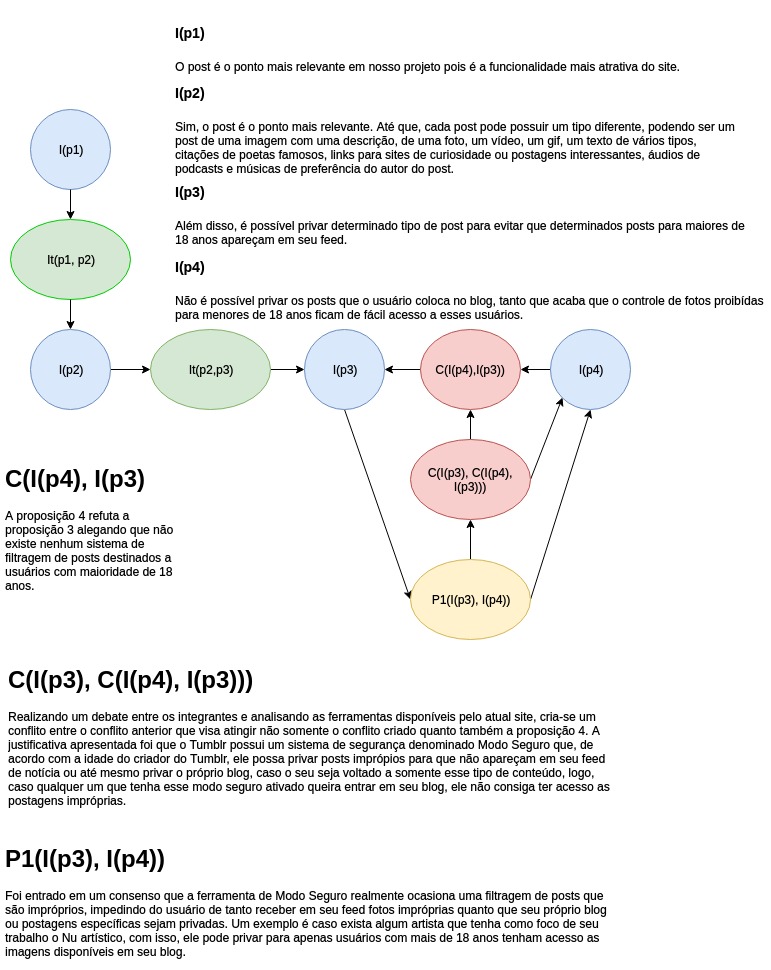 I(p1)
O post é o ponto mais relevante em nosso projeto pois é a funcionalidade mais atrativa do site.
I(p2)
Sim, o post é o ponto mais relevante. Até que, cada post pode possuir um tipo diferente, podendo ser um
post de uma imagem com uma descrição, de uma foto, um vídeo, um gif, um texto de vários tipos,
citações de poetas famosos, links para sites de curiosidade ou postagens interessantes, áudios de
podcasts e músicas de preferência do autor do post.
I(p3)
Além disso, é possível privar determinado tipo de post para evitar que determinados posts para maiores de
18 anos apareçam em seu feed.
I(p4)
Não é possível privar os posts que o usuário coloca no blog, tanto que acaba que o controle de fotos proibídas
para menores de 18 anos ficam de fácil acesso a esses usuários.
I(p1)
It(p1, p2)
I(p2)
It(p2,p3)
I(p3)
C(I(p4),I(p3))
I(p4)
C(I(p3), C(I(p4),
I(p3)))
P1(I(p3), I(p4))
C(I(p4), I(p3)
A proposição 4 refuta a
proposição 3 alegando que não
existe nenhum sistema de
filtragem de posts destinados a
usuários com maioridade de 18
anos.
C(I(p3), C(I(p4), I(p3)))
Realizando um debate entre os integrantes e analisando as ferramentas disponíveis pelo atual site, cria-se um
conflito entre o conflito anterior que visa atingir não somente o conflito criado quanto também a proposição 4. A
justificativa apresentada foi que o Tumblr possui um sistema de segurança denominado Modo Seguro que, de
acordo com a idade do criador do Tumblr, ele possa privar posts imprópios para que não apareçam em seu feed
de notícia ou até mesmo privar o próprio blog, caso o seu seja voltado a somente esse tipo de conteúdo, logo,
caso qualquer um que tenha esse modo seguro ativado queira entrar em seu blog, ele não consiga ter acesso as
postagens impróprias.
P1(I(p3), I(p4))
Foi entrado em um consenso que a ferramenta de Modo Seguro realmente ocasiona uma filtragem de posts que
são impróprios, impedindo do usuário de tanto receber em seu feed fotos impróprias quanto que seu próprio blog
ou postagens específicas sejam privadas. Um exemplo é caso exista algum artista que tenha como foco de seu
trabalho o Nu artístico, com isso, ele pode privar para apenas usuários com mais de 18 anos tenham acesso as
imagens disponíveis em seu blog.